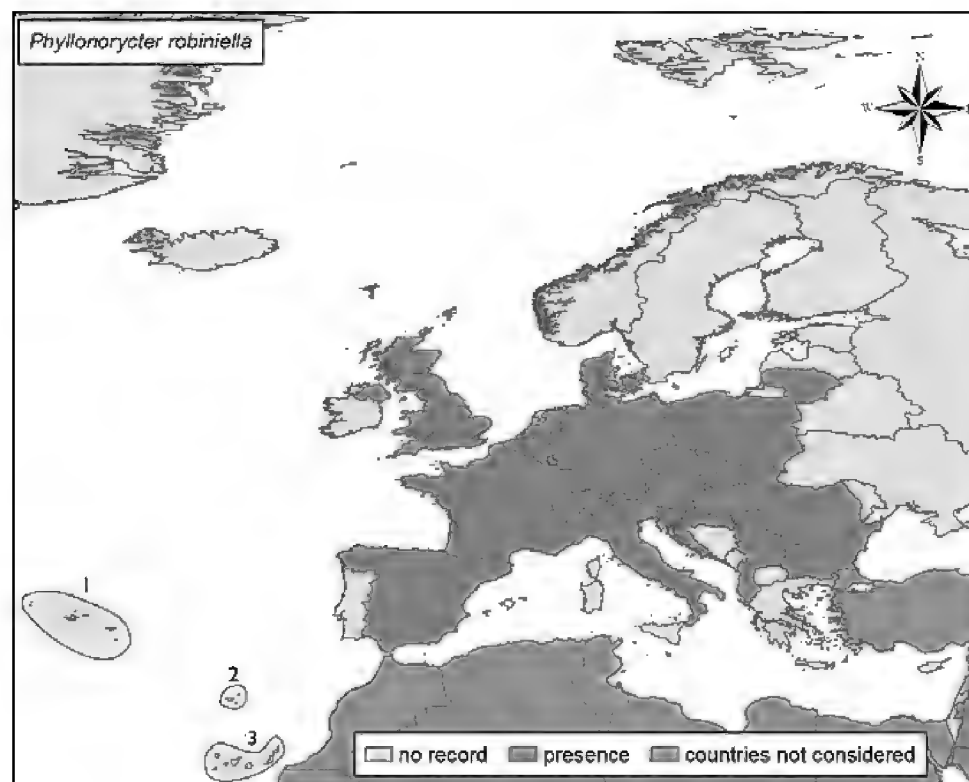 Phyllonorycter robiniella
N
S
1
2
3
no record presence countries not considered